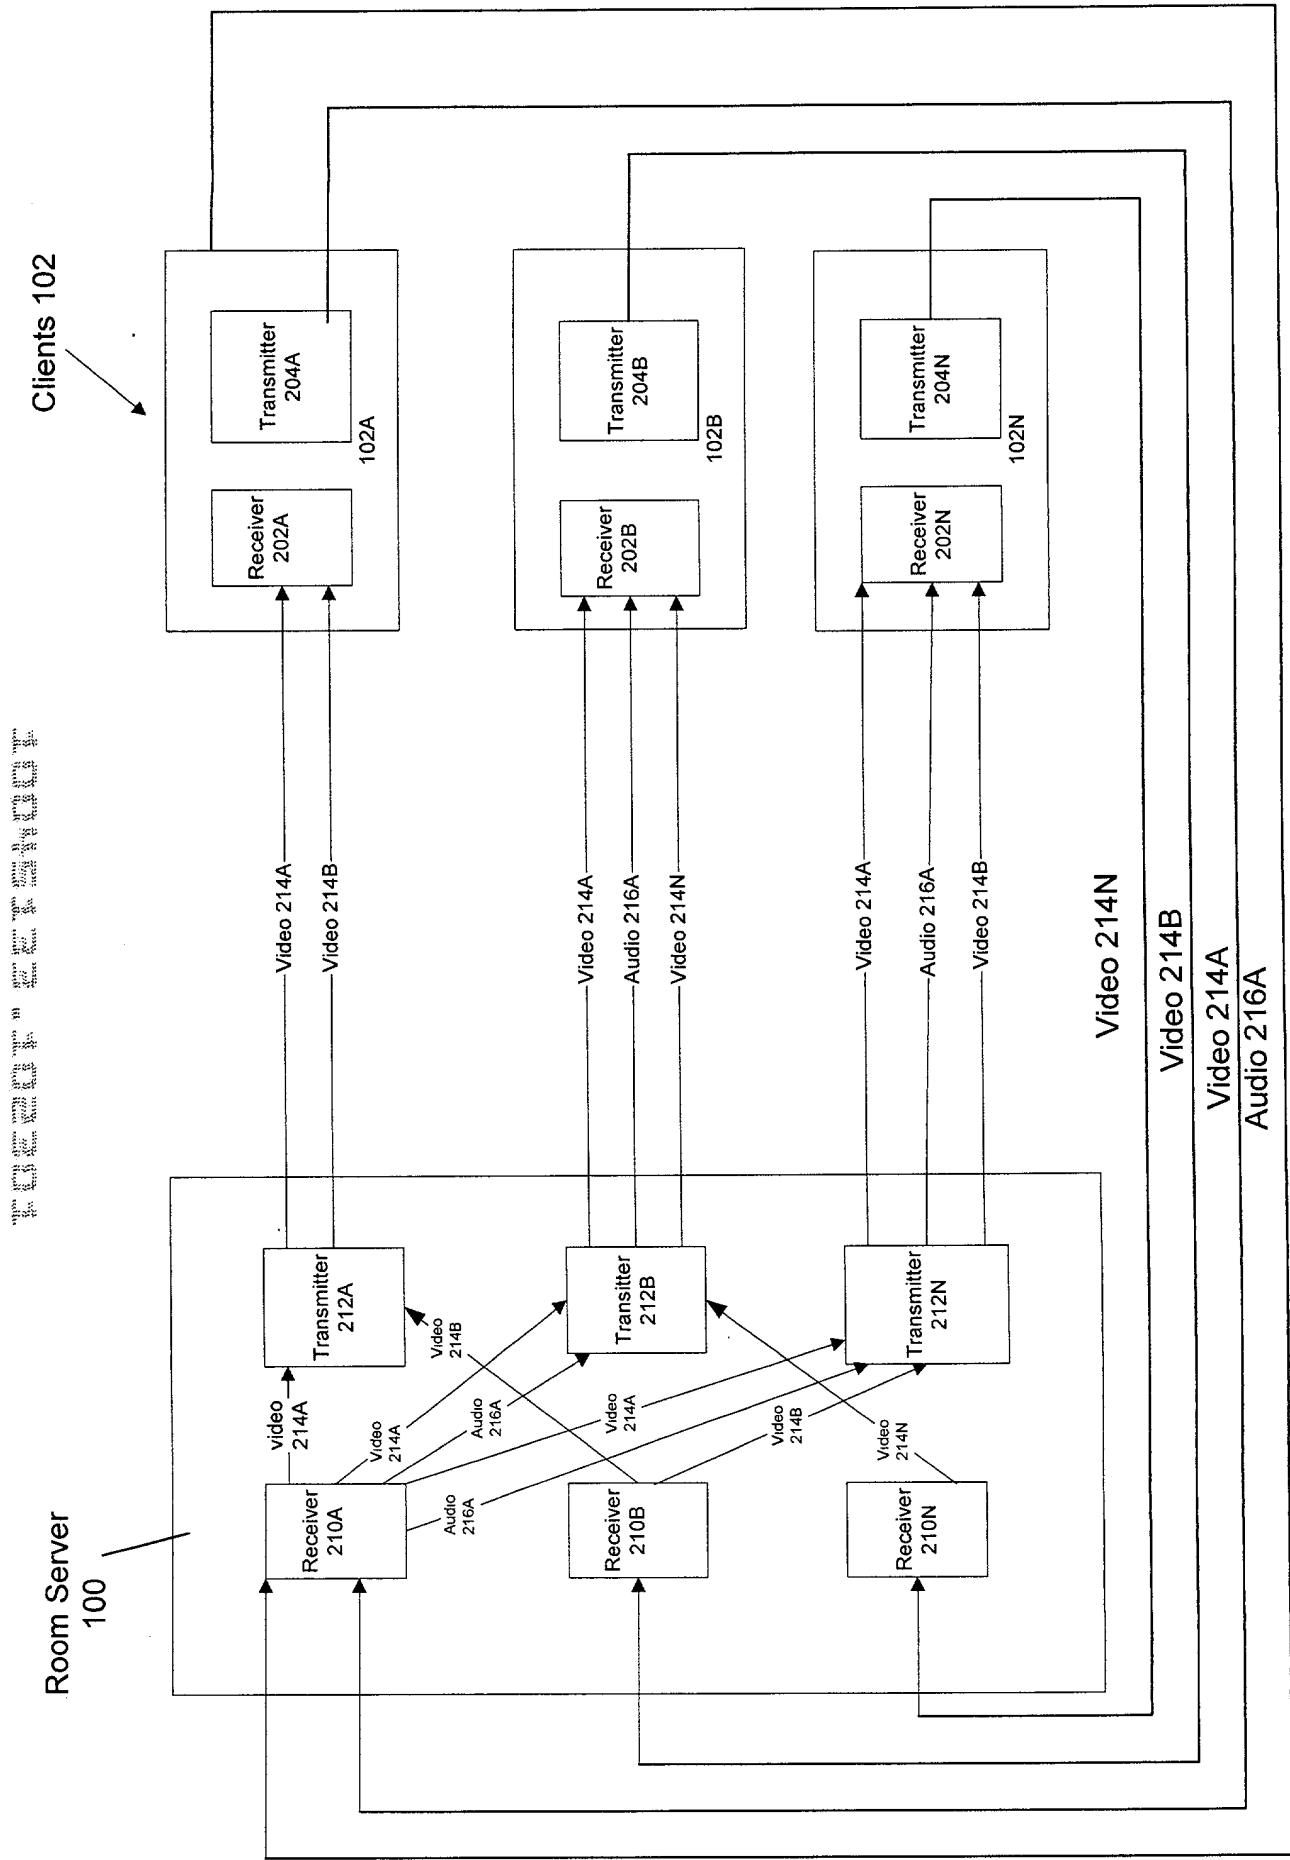 Room Server
100
Clients 102
Receiver
210A
video
214A
Transmitter
212A
Video 214A
Video 214B
Receiver
202A
Transmitter
204A
102A
Video
214A
Audio
216A
Video
214B
Audio
216A
Video
214A
Receiver
210B
Transitter
212B
Video 214A
Audio 216A
Video 214N
Receiver
202B
Transmitter
204B
102B
Video
214B
Video
214N
Receiver
210N
Transmitter
212N
Video 214A
Audio 216A
Video 214B
Receiver
202N
Transmitter
204N
102N
Video 214N
Video 214B
Video 214A
Audio 216A